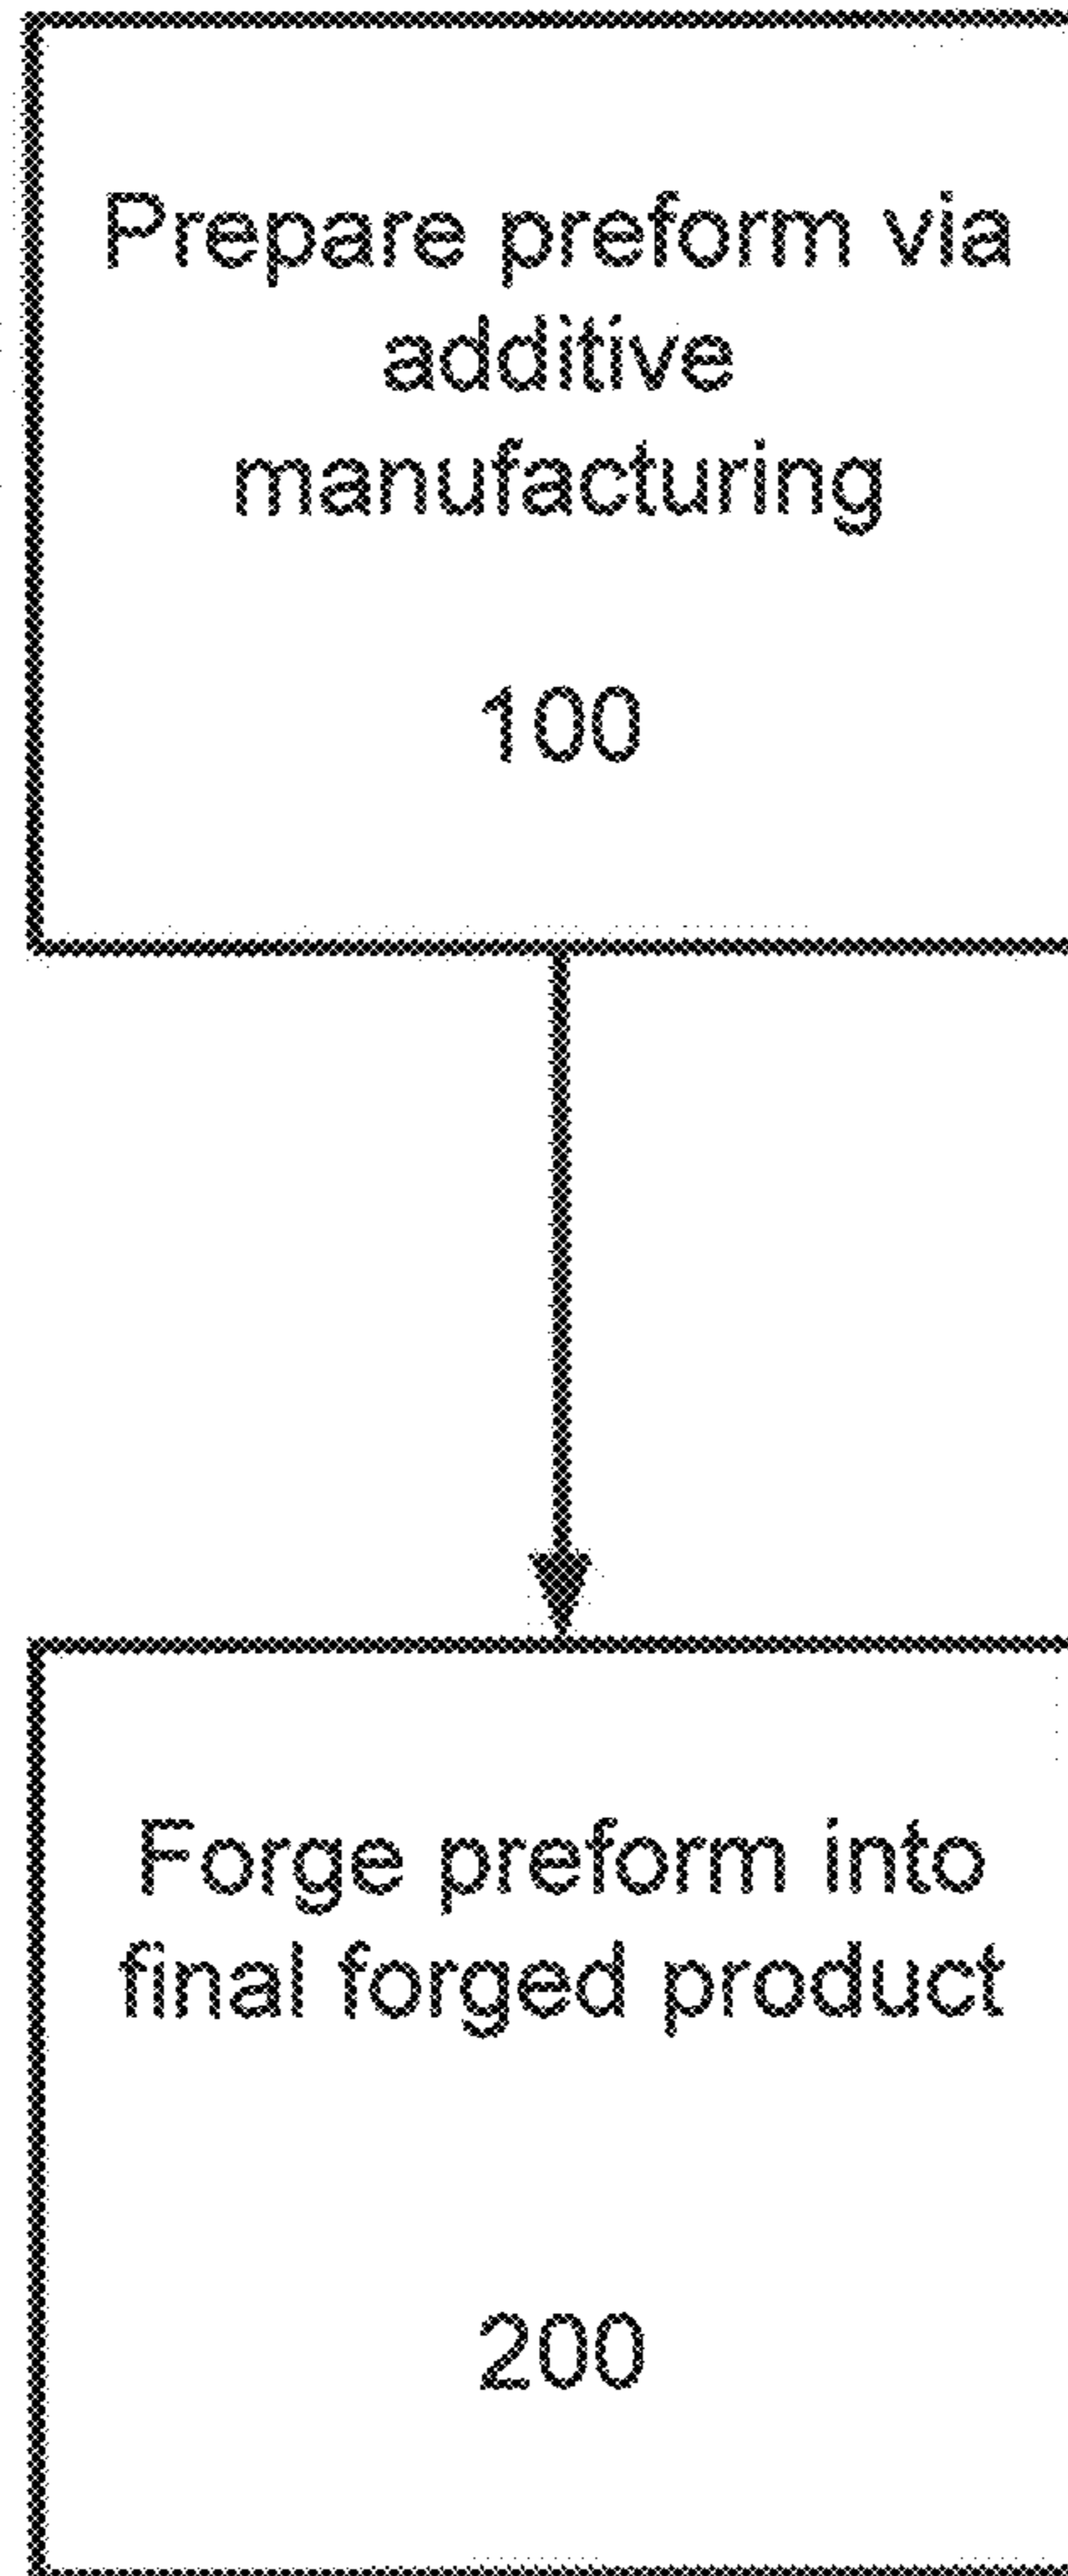 Prepare preform via
additive
manufacturing
100
Forge preform into
final forged product
200